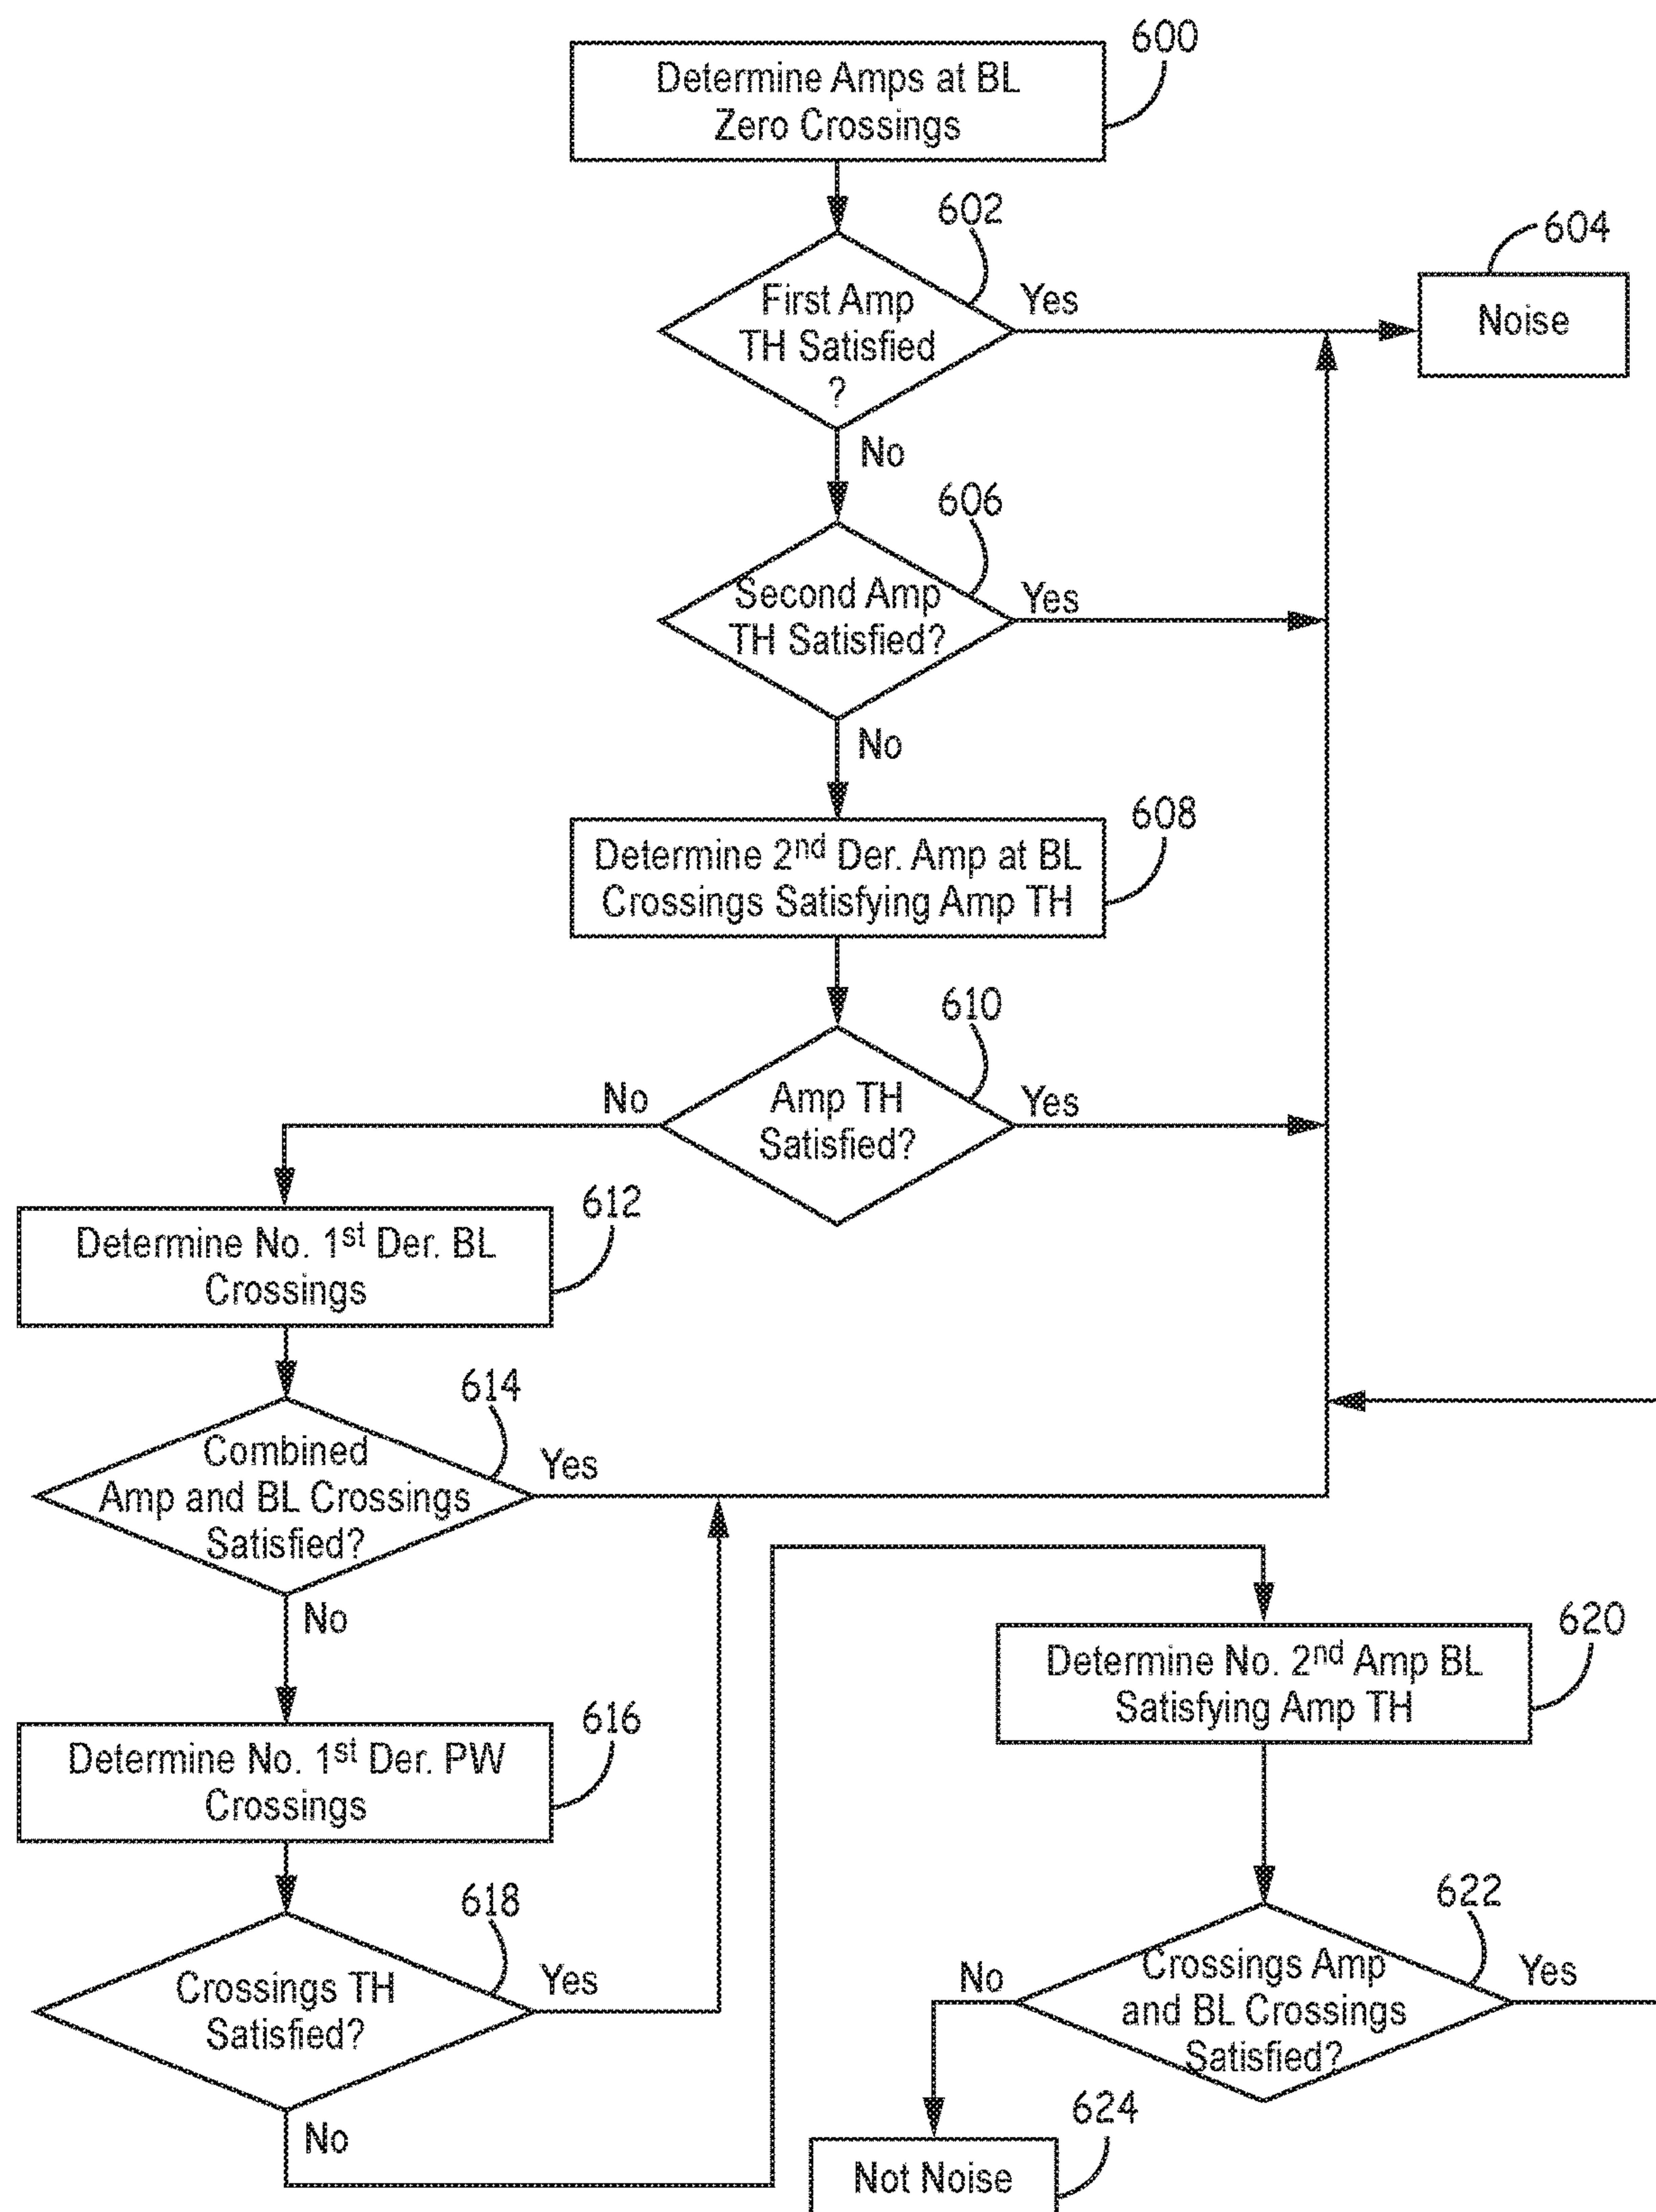 600
Determine Amps at BL
Zero Crossings
602
First Amp
TH Satisfied
?
Yes
604
Noise
No
606
Second Amp
TH Satisfied?
Yes
No
608
Determine 2nd Der. Amp at BL
Crossings Satisfying Amp TH
610
Amp TH
Satisfied?
No
Yes
612
Determine No. 1st Der. BL
Crossings
614
Combined
Amp and BL Crossings
Satisfied?
Yes
No
616
Determine No. 1st Der. PW
Crossings
618
Crossings TH
Satisfied?
Yes
No
620
Determine No. 2nd Amp BL
Satisfying Amp TH
622
Crossings Amp
and BL Crossings
Satisfied?
No
Yes
624
Not Noise